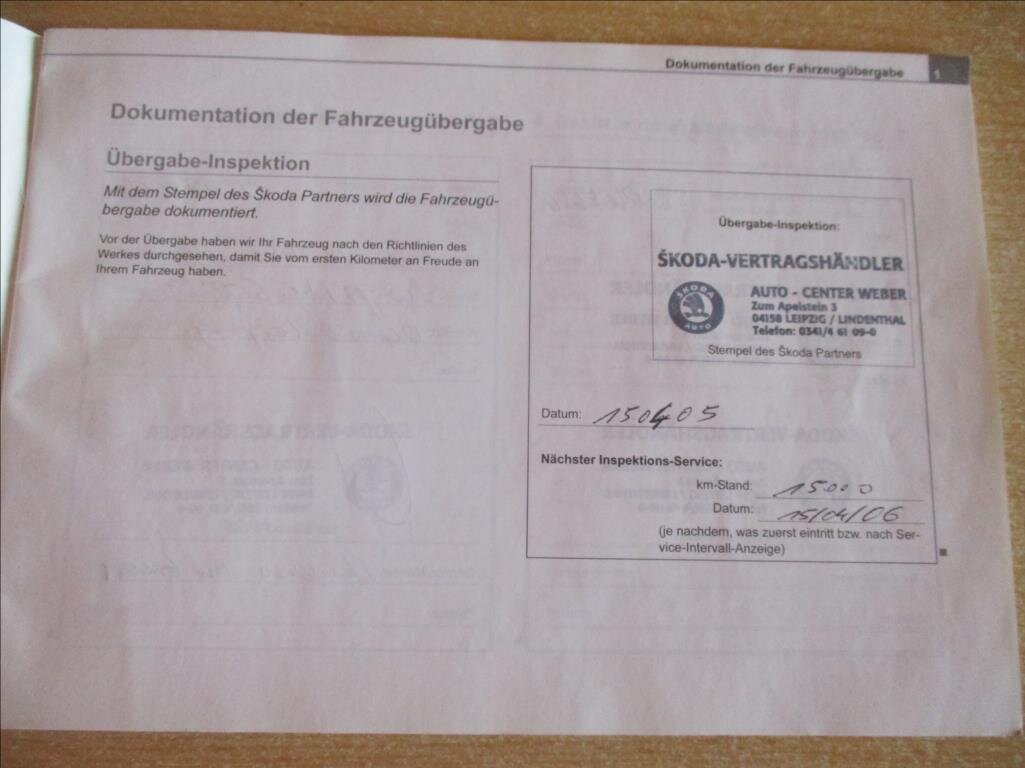 Dokumentation der Fahrzeugübergabe 1
Dokumentation der Fahrzeugübergabe
Übergabe-Inspektion
Mit dem Stempel des Škoda Partners wird die Fahrzeugü-
bergabe dokumentiert.
Vor der Übergabe haben wir Ihr Fahrzeug nach den Richtlinien des
Werkes durchgesehen, damit Sie vom ersten Kilometer an Freude an
Ihrem Fahrzeug haben.
Übergabe-Inspektion:
ŠKODA-VERTRAGSHÄNDLER
ŠKODA
AUTO
AUTO - CENTER WEBER
Zum Apelstein 3
04158 LEIPZIG / LINDENTHAL
Telefon: 0341/4 61 09-0
Stempel des Škoda Partners
Datum: 150405
Nächster Inspektions-Service:
km-Stand: 15000
Datum: 15/04/06
(je nachdem, was zuerst eintritt bzw. nach Ser-
vice-Intervall-Anzeige)